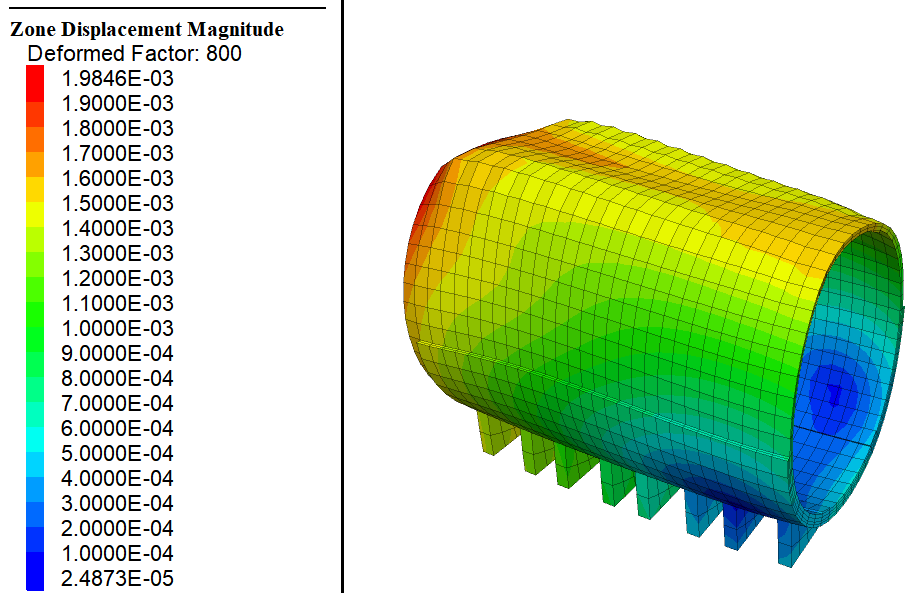 Zone Displacement Magnitude
Deformed Factor: 800
1.9846E-03
1.9000E-03
1.8000E-03
1.7000E-03
1.6000E-03
1.5000E-03
1.4000E-03
1.3000E-03
1.2000E-03
1.1000E-03
1.0000E-03
9.0000E-04
8.0000E-04
7.0000E-04
6.0000E-04
5.0000E-04
4.0000E-04
3.0000E-04
2.0000E-04
1.0000E-04
2.4873E-05